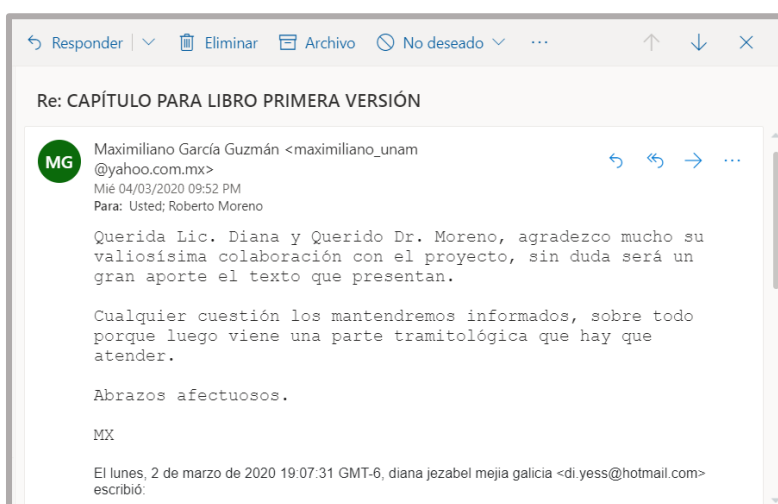 Responder Eliminar Archivo No deseado ...
Re: CAPÍTULO PARA LIBRO PRIMERA VERSIÓN
MG
Maximiliano García Guzmán <maximiliano_unam
@yahoo.com.mx>
Mié 04/03/2020 09:52 PM
Para: Usted; Roberto Moreno
Querida Lic. Diana y Querido Dr. Moreno, agradezco mucho su
valiosísima colaboración con el proyecto, sin duda será un
gran aporte el texto que presentan.
Cualquier cuestión los mantendremos informados, sobre todo
porque luego viene una parte tramitológica que hay que
atender.
Abrazos afectuosos.
MX
El lunes, 2 de marzo de 2020 19:07:31 GMT-6, diana jezabel mejia galicia <di.yess@hotmail.com>
escribió: